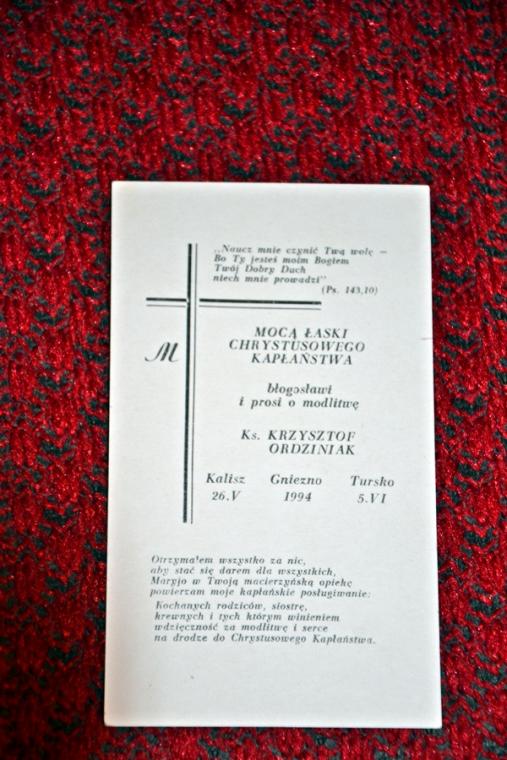 „Naucz mnie czynić Twą wolę –
Bo Ty jesteś moim Bogiem
Twój Dobry Duch
niech mnie prowadzi"
(Ps. 143,10)
M
MOCĄ ŁASKI
CHRYSTUSOWEGO
KAPŁAŃSTWA
błogosławi
i prosi o modlitwę
Ks. KRZYSZTOF
ORDZINIAK
Kalisz Gniezno Tursko
26.V 1994 5.VI
Otrzymałem wszystko za nic,
aby stać się darem dla wszystkich,
Maryjo w Twoją macierzyńską opiekę
powierzam moje kapłańskie posługiwanie:
Kochanych rodziców, siostrę,
krewnych i tych którym winieniem
wdzięczność za modlitwę i serce
na drodze do Chrystusowego Kapłaństwa.